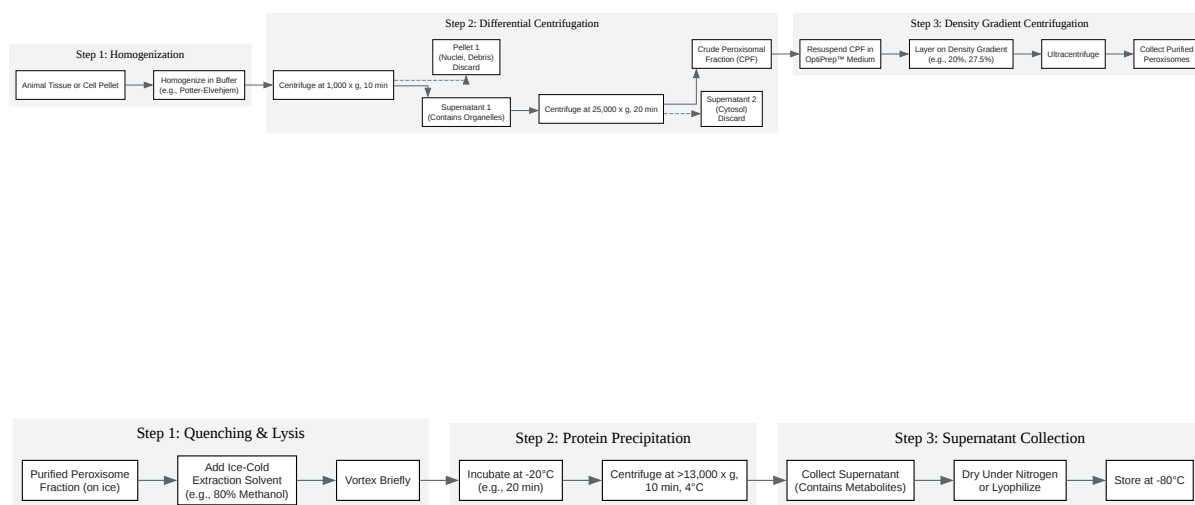 Step 1: Homogenization
Animal Tissue or Cell Pellet
Homogenize in Buffer
(e.g., Potter-Elvehjem)
Step 2: Differential Centrifugation
Centrifuge at 1,000 x g, 10 min
Pellet 1
(Nuclei, Debris)
Discard
Supernatant 1
(Contains Organelles)
Centrifuge at 25,000 x g, 20 min
Crude Peroxisomal
Fraction (CPF)
Supernatant 2
(Cytosol)
Discard
Step 3: Density Gradient Centrifugation
Resuspend CPF in
OptiPrep™ Medium
Layer on Density Gradient
(e.g., 20%, 27.5%)
Ultracentrifuge
Collect Purified
Peroxisomes
Step 1: Quenching & Lysis
Purified Peroxisome
Fraction (on ice)
Add Ice-Cold
Extraction Solvent
(e.g., 80% Methanol)
Vortex Briefly
Step 2: Protein Precipitation
Incubate at -20°C
(e.g., 20 min)
Centrifuge at >13,000 x g,
10 min, 4°C
Step 3: Supernatant Collection
Collect Supernatant
(Contains Metabolites)
Dry Under Nitrogen
or Lyophilize
Store at -80°C